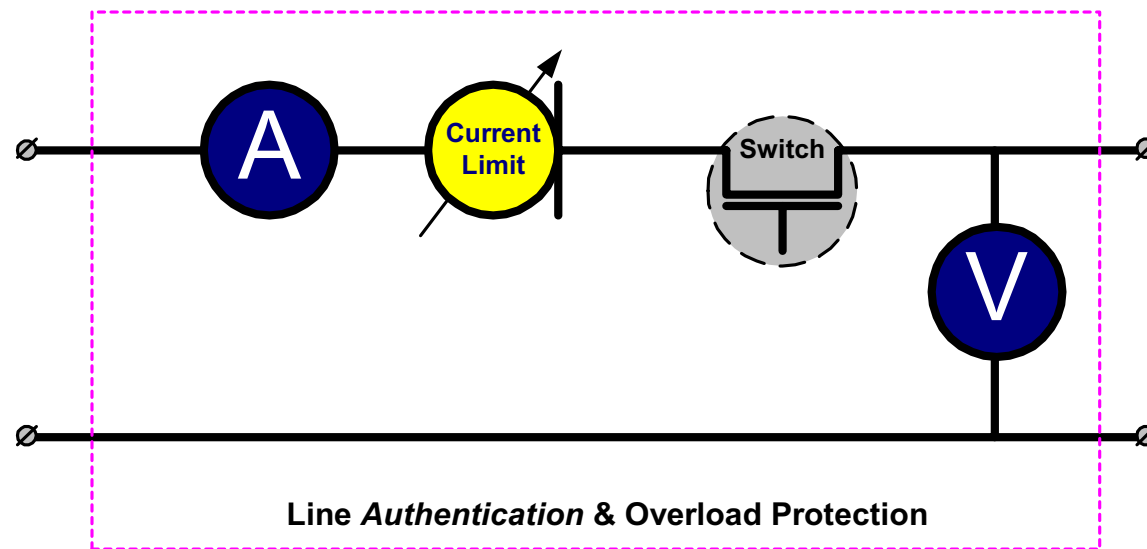 A
Current
Limit
Switch
V
Line Authentication & Overload Protection